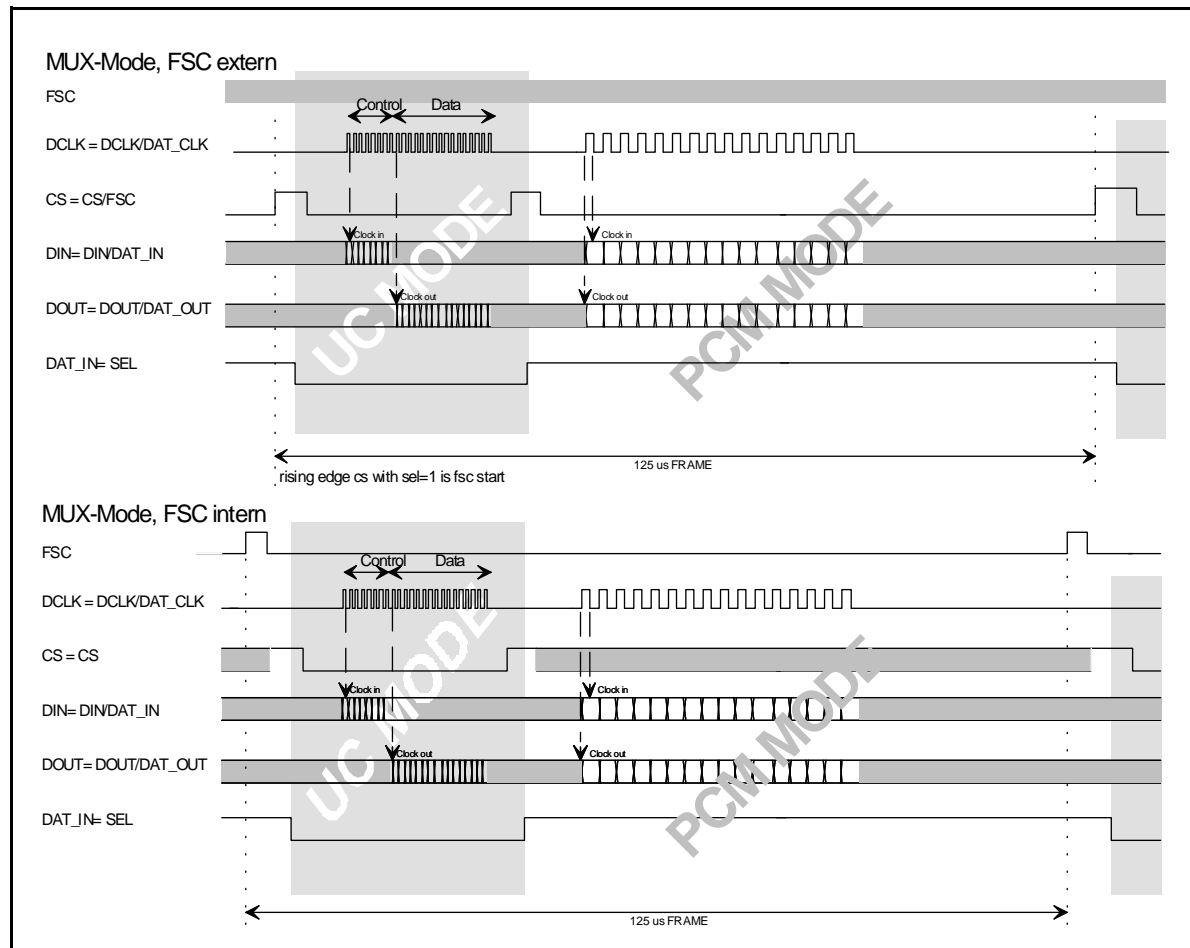 MUX-Mode, FSC extern
FSC
Control Data
DCLK = DCLK/DAT_CLK
CS = CS/FSC
Clock in Clock in
DIN= DIN/DAT_IN
Clock out Clock out
DOUT= DOUT/DAT_OUT
UC MODE
PCM MODE
DAT_IN= SEL
125 us FRAME
rising edge cs with sel=1 is fsc start
MUX-Mode, FSC intern
FSC
Control Data
DCLK = DCLK/DAT_CLK
CS = CS
Clock in Clock in
DIN= DIN/DAT_IN
Clock out Clock out
DOUT= DOUT/DAT_OUT
UC MODE
PCM MODE
DAT_IN= SEL
125 us FRAME